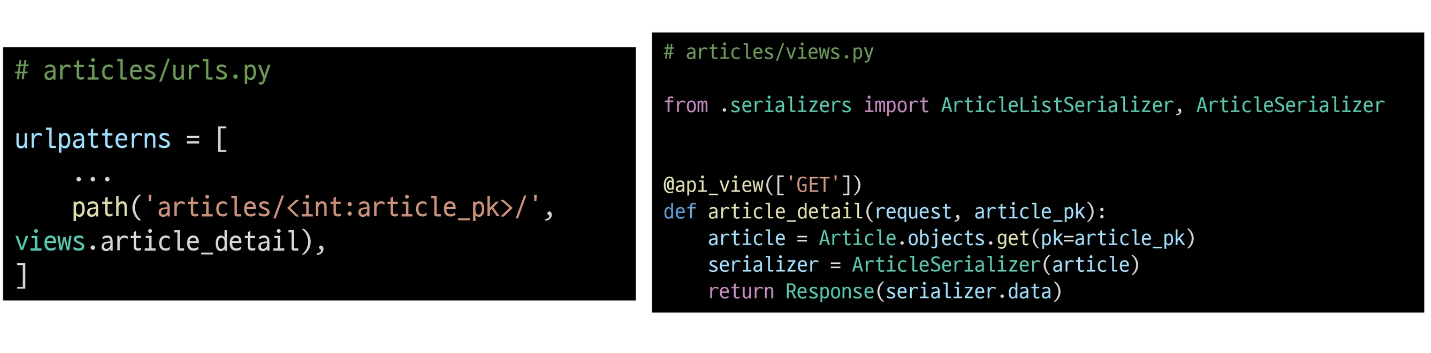 # articles/urls.py
urlpatterns = [
    ...
    path('articles/<int:article_pk>/',
views.article_detail),
]
# articles/views.py
from .serializers import ArticleListSerializer, ArticleSerializer
@api_view(['GET'])
def article_detail(request, article_pk):
    article = Article.objects.get(pk=article_pk)
    serializer = ArticleSerializer(article)
    return Response(serializer.data)